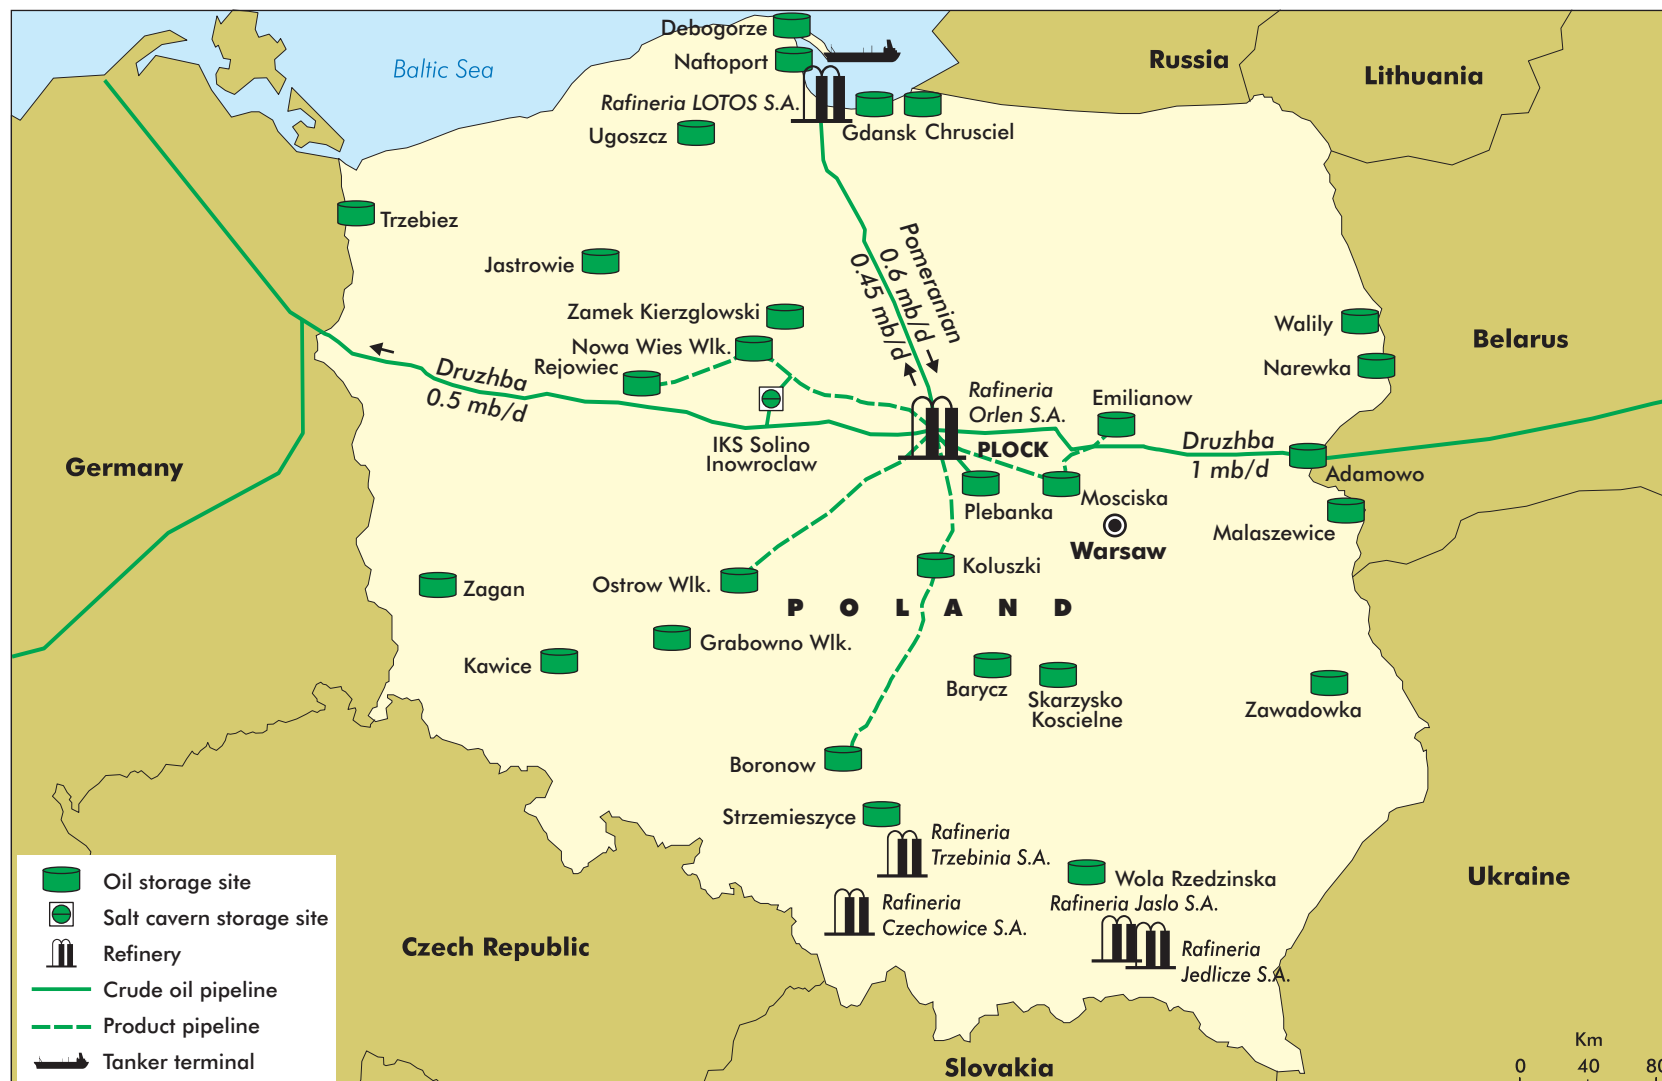 Debogorze
Russia
Baltic Sea
Naftoport
Lithuania
Rafineria LOTOS S.A.
Ugoszcz
Gdansk
Chrusciel
Trzebiez
Jastrowie
Pomeranian
0.6 mb/d
0.45 mb/d
Zamek Kierzglowski
Walily
Belarus
Nowa Wies Wlk.
Rejowiec
Narewka
Druzhba
0.5 mb/d
Rafineria
Orlen S.A.
Emilianow
IKS Solino
Inowroclaw
PLOCK
Druzhba
1 mb/d
Germany
Adamowo
Plebanka
Mosciska
Malaszewice
Warsaw
Koluszki
Zagan
Ostrow Wlk.
POLAND
Grabowno Wlk.
Kawice
Barycz
Skarzysko
Koscielne
Zawadowka
Boronow
Strzemieszyce
Rafineria
Trzebinia S.A.
Wola Rzedzinska
Rafineria
Czechowice S.A.
Rafineria Jaslo S.A.
Rafineria
Jedlicze S.A.
Ukraine
Czech Republic
Slovakia
Oil storage site
Salt cavern storage site
Refinery
Crude oil pipeline
Product pipeline
Tanker terminal
Km
0 40 80